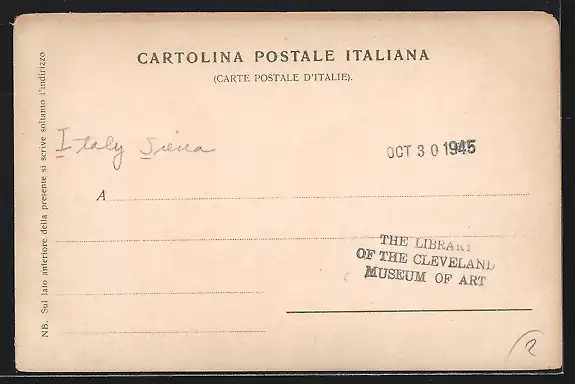 CARTOLINA POSTALE ITALIANA
(CARTE POSTALE D'ITALIE).
NB. Sul lato anteriore della presente si scrive soltanto l'indirizzo
Italy Siena
OCT 30 1945
A
THE LIBRARY
OF THE CLEVELAND
MUSEUM OF ART
2